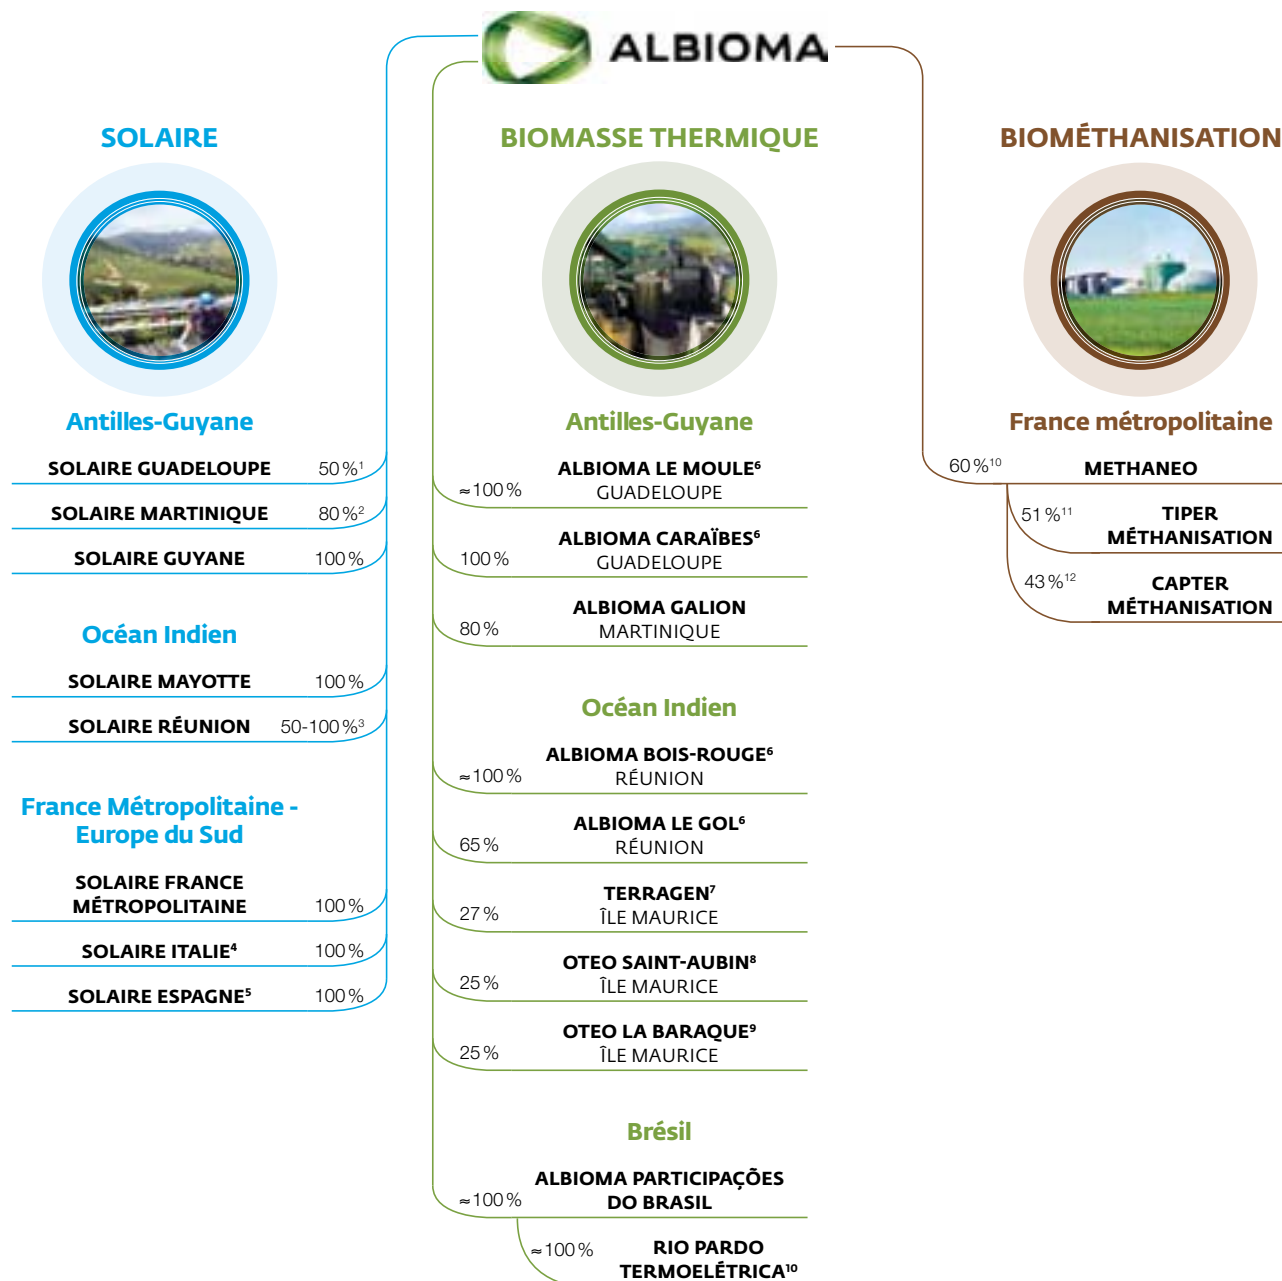 ALBIOMA
SOLAIRE
Antilles-Guyane
SOLAIRE GUADELOUPE 50 %1
SOLAIRE MARTINIQUE 80 %2
SOLAIRE GUYANE 100 %
Océan Indien
SOLAIRE MAYOTTE 100 %
SOLAIRE RÉUNION 50-100 %3
France Métropolitaine -
Europe du Sud
SOLAIRE FRANCE
MÉTROPOLITAINE 100 %
SOLAIRE ITALIE4 100 %
SOLAIRE ESPAGNE5 100 %
BIOMASSE THERMIQUE
Antilles-Guyane
ALBIOMA LE MOULE6
≈100 % GUADELOUPE
ALBIOMA CARAÏBES6
100 % GUADELOUPE
ALBIOMA GALION
80 % MARTINIQUE
Océan Indien
ALBIOMA BOIS-ROUGE6
≈100 % RÉUNION
ALBIOMA LE GOL6
65 % RÉUNION
TERRAGEN7
27 % ÎLE MAURICE
OTEO SAINT-AUBIN8
25 % ÎLE MAURICE
OTEO LA BARAQUE9
25 % ÎLE MAURICE
Brésil
ALBIOMA PARTICIPAÇÕES
≈100 % DO BRASIL
≈100 % RIO PARDO
TERMOELÉTRICA10
BIOMÉTHANISATION
France métropolitaine
60 %10 METHANEO
51 %11 TIPER
MÉTHANISATION
43 %12 CAPTER
MÉTHANISATION